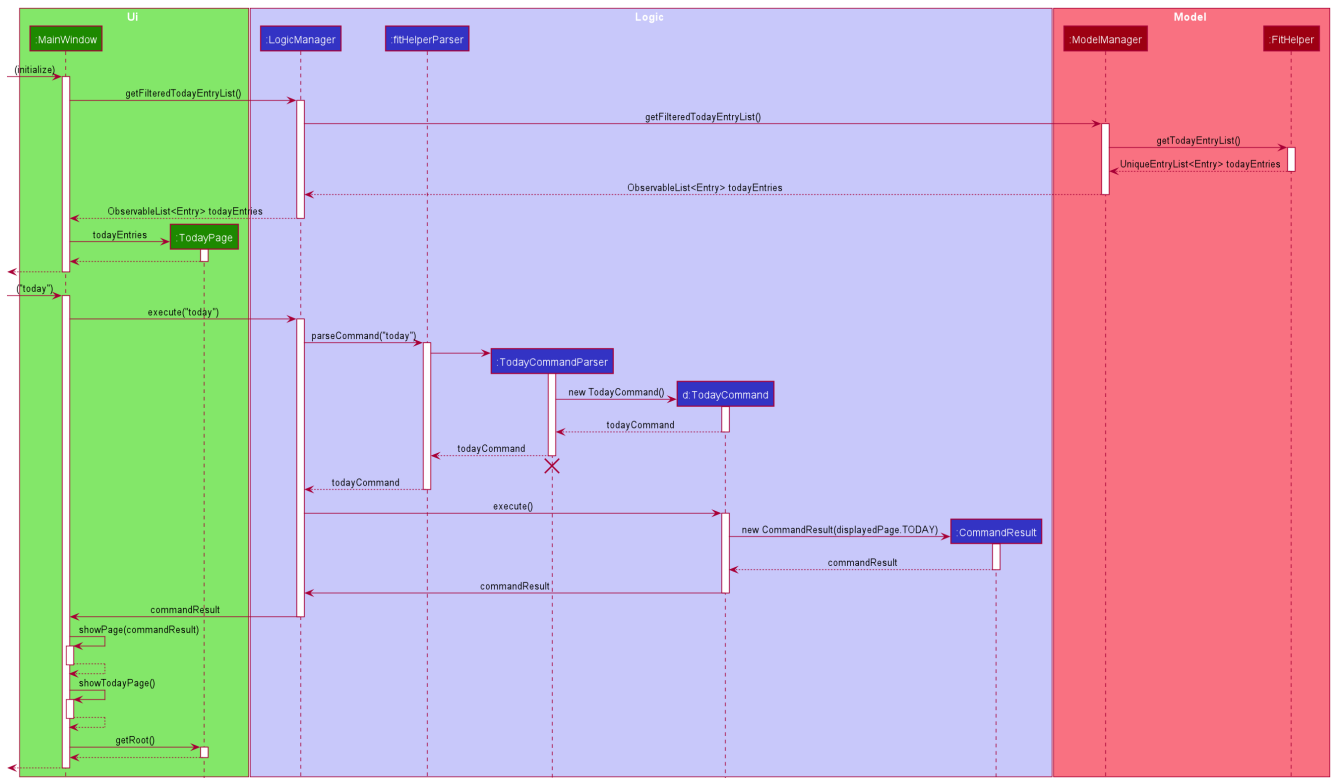 Ui
Logic
Model
:MainWindow
:LogicManager
:fitHelperParser
:ModelManager
:FitHelper
(initialize)
getFilteredTodayEntryList()
getFilteredTodayEntryList()
getTodayEntryList()
UniqueEntryList<Entry> todayEntries
ObservableList<Entry> todayEntries
ObservableList<Entry> todayEntries
todayEntries
:TodayPage
("today")
execute("today")
parseCommand("today")
:TodayCommandParser
new TodayCommand()
d:TodayCommand
todayCommand
todayCommand
todayCommand
execute()
new CommandResult(displayedPage.TODAY)
:CommandResult
commandResult
commandResult
commandResult
showPage(commandResult)
showTodayPage()
getRoot()